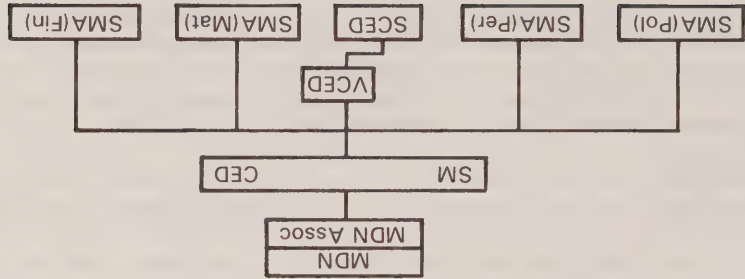 MDN
MDN Assoc
SM CED
VCED
SMA(Pol) SMA(Per) SCED SMA(Mat) SMA(Fin)